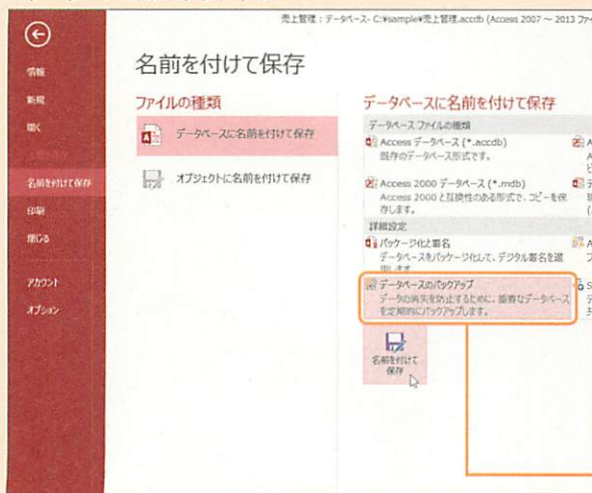 売上管理 : データベース- C:¥sample¥売上管理.accdb (Access 2007 ～ 2013 ファイ
情報
新規
開く
名前を付けて保存
印刷
閉じる
アカウント
オプション
名前を付けて保存
ファイルの種類
データベースに名前を付けて保存
オブジェクトに名前を付けて保存
データベースに名前を付けて保存
データベース ファイルの種類
Access データベース (*.accdb)
既存のデータベース形式です。
Access 2000 データベース (*.mdb)
Access 2000 と互換性のある形式で、コピーを保
存します。
詳細設定
パッケージ化と署名
データベースをパッケージ化して、デジタル署名を適
用します。
データベースのバックアップ
データの消失を防止するために、重要なデータベース
を定期的にバックアップします。
名前を付けて
保存